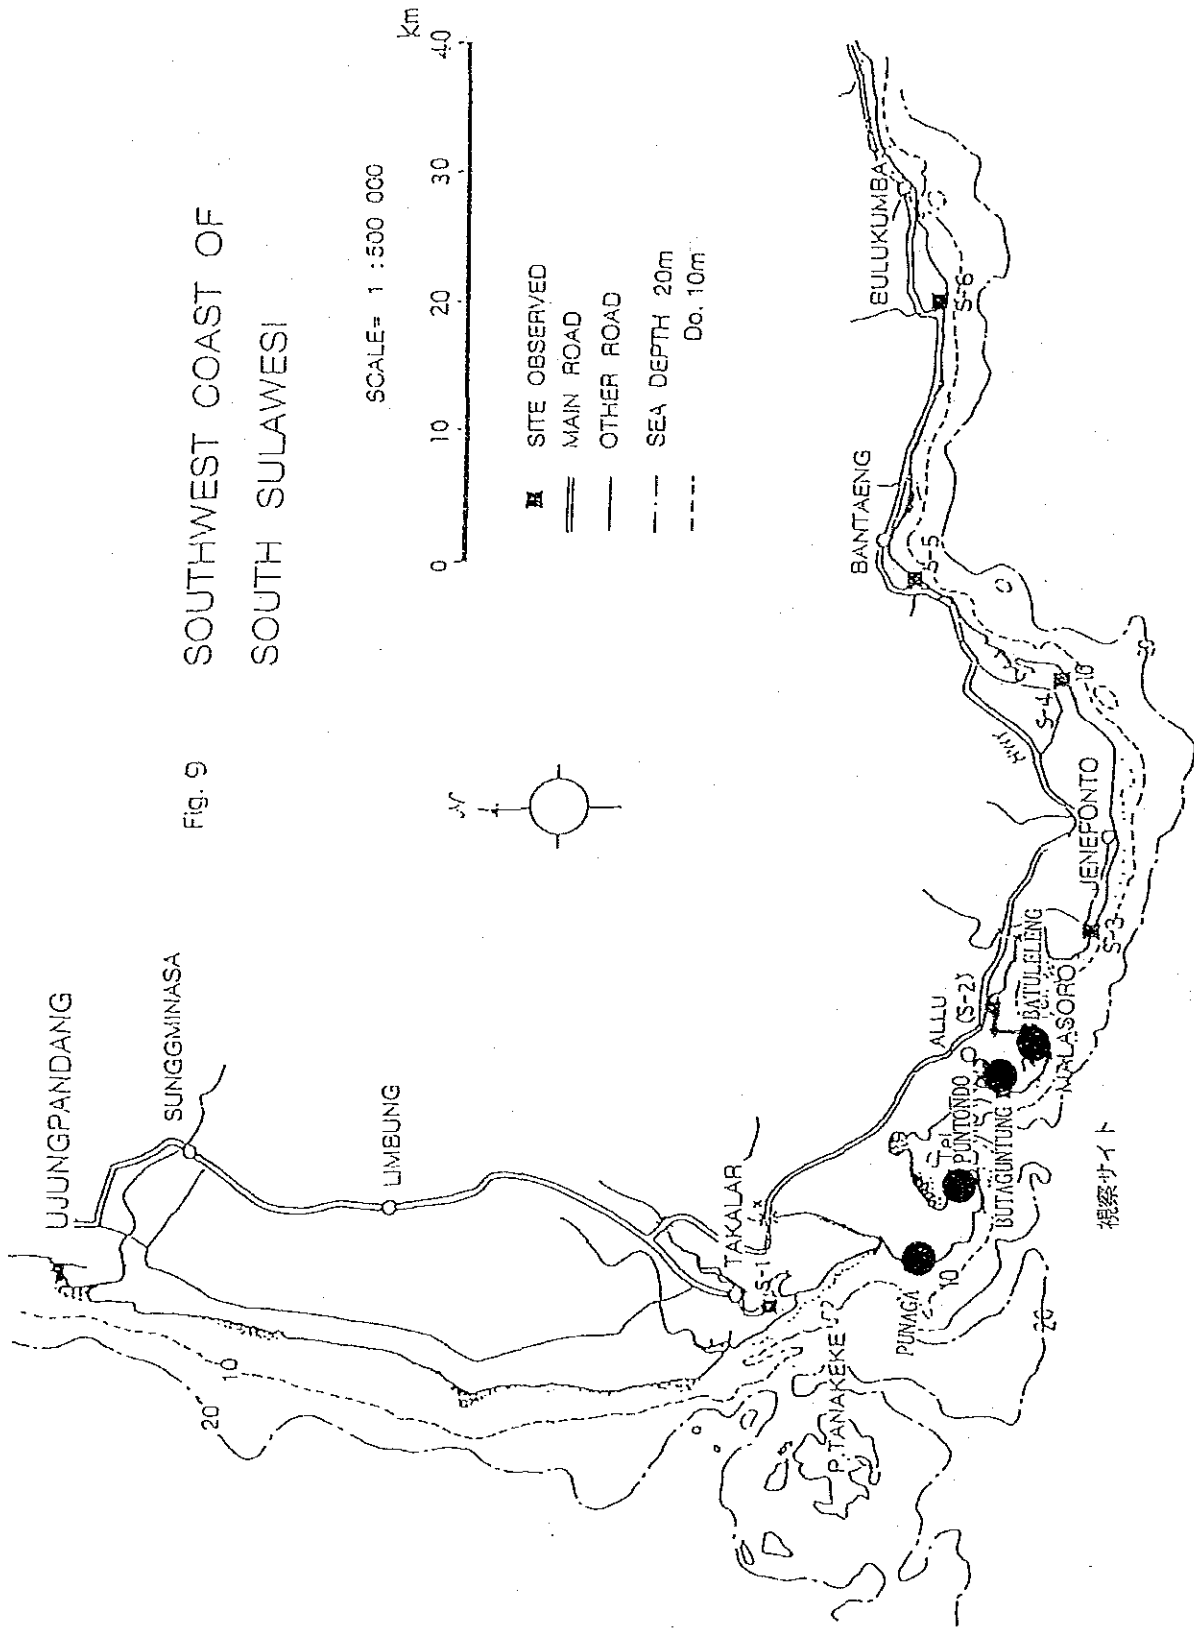 Fig. 9
SOUTHWEST COAST OF
SOUTH SULAWESI
SCALE= 1 : 500 000
0 10 20 30 40 km
SITE OBSERVED
MAIN ROAD
OTHER ROAD
SEA DEPTH 20m
Do. 10m
N
UJUNGPANDANG
SUNGGMINASA
LIMBUNG
TAKALAR
S-1
20
10
P.TANAKEKE
PUNAGA
10
20
PUNTONDO
BUTAGUNTUNG
ALLU
(S-2)
BATULELENG
MALASORO
S-3
JENEPONTO
HWY
S-4
10
BANTAENG
S-5
BULUKUMBA
S-6
視察サイト